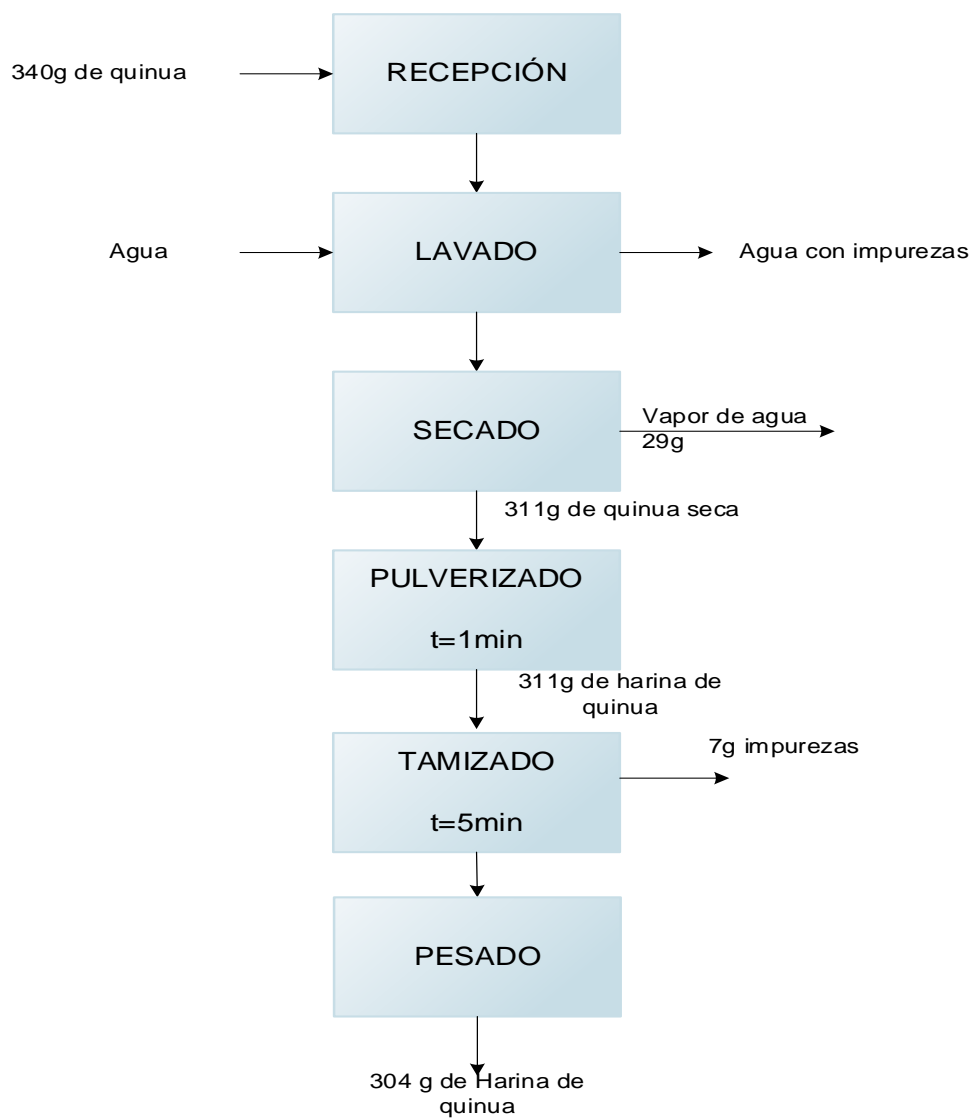 340g de quinua
RECEPCIÓN
Agua
LAVADO
Agua con impurezas
SECADO
Vapor de agua
29g
311g de quinua seca
PULVERIZADO
t=1min
311g de harina de
quinua
TAMIZADO
t=5min
7g impurezas
PESADO
304 g de Harina de
quinua